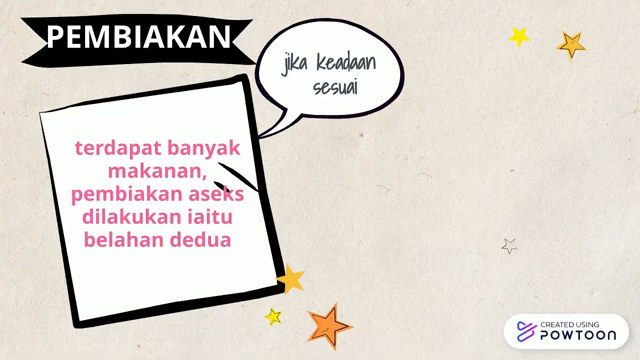 PEMBIAKAN
jika keadaan
sesuai
terdapat banyak
makanan,
pembiakan aseks
dilakukan iaitu
belahan dedua
CREATED USING
POWTOON